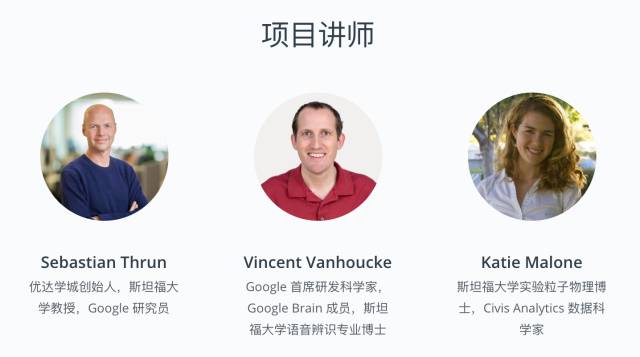 项目讲师
Sebastian Thrun
优达学城创始人，斯坦福大
学教授，Google 研究员
Vincent Vanhoucke
Google 首席研发科学家，
Google Brain 成员，斯坦
福大学语音辨识专业博士
Katie Malone
斯坦福大学实验粒子物理博
士，Civis Analytics 数据科
学家